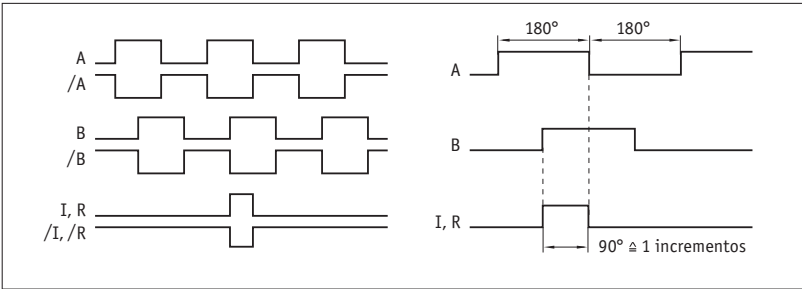 A
/A
B
/B
I, R
/I, /R
180° 180°
A
B
I, R
90° ≙ 1 incrementos